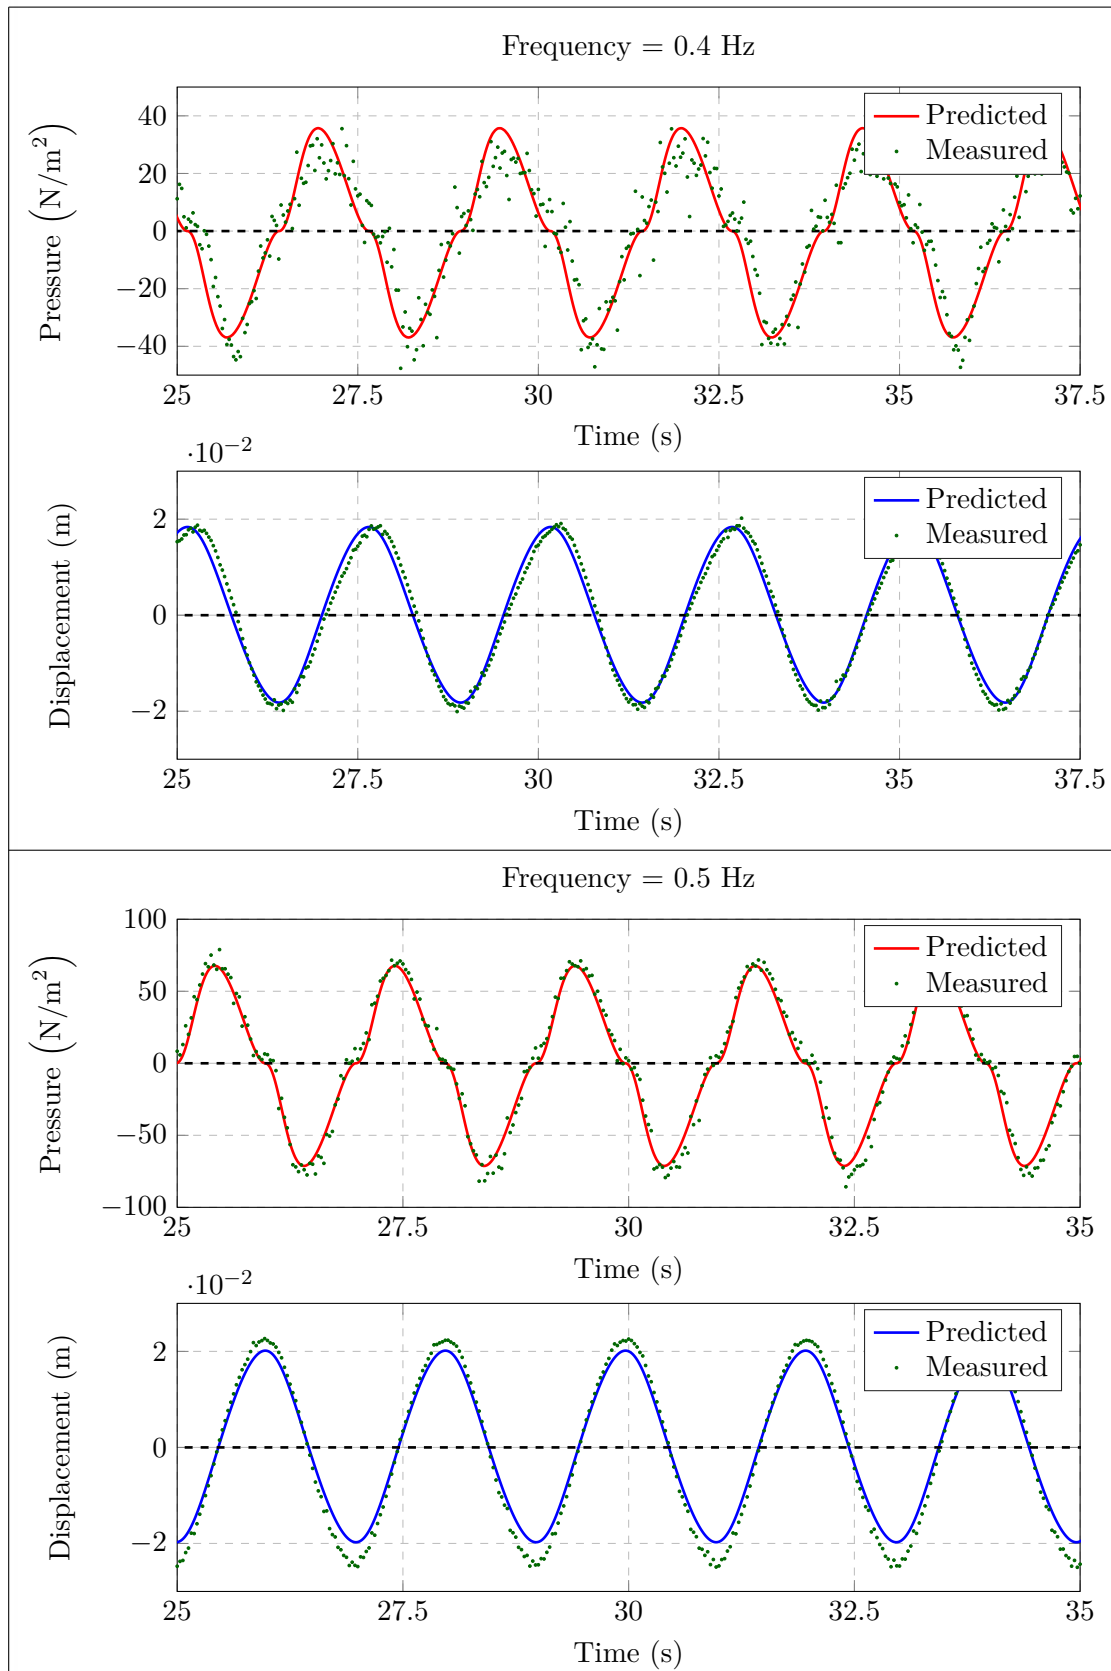 Frequency = 0.4 Hz
Pressure (N/m²)
40
20
0
−20
−40
25 27.5 30 32.5 35 37.5
Time (s)
Predicted
Measured
·10⁻²
Displacement (m)
2
0
−2
25 27.5 30 32.5 35 37.5
Time (s)
Predicted
Measured
Frequency = 0.5 Hz
Pressure (N/m²)
100
50
0
−50
−100
25 27.5 30 32.5 35
Time (s)
Predicted
Measured
·10⁻²
Displacement (m)
2
0
−2
25 27.5 30 32.5 35
Time (s)
Predicted
Measured